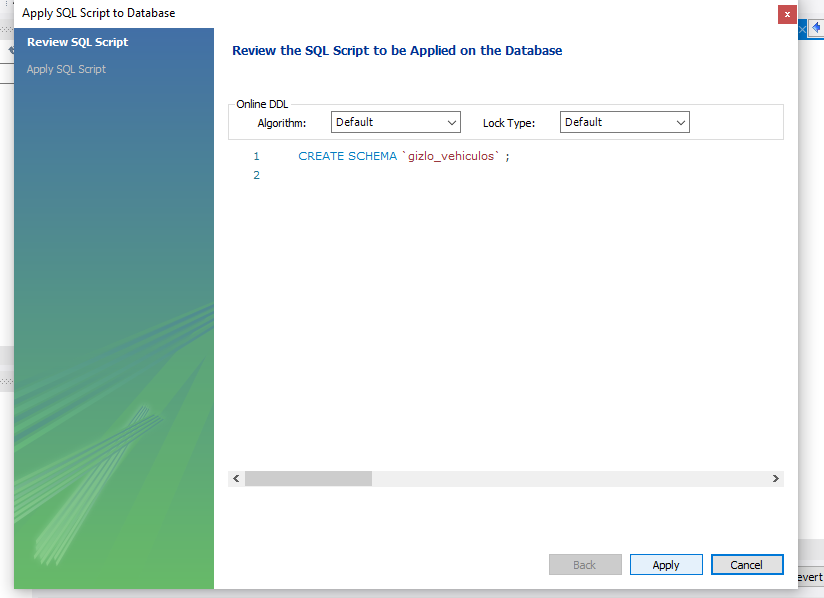 Apply SQL Script to Database
Review SQL Script
Apply SQL Script
Review the SQL Script to be Applied on the Database
Online DDL
Algorithm: Default Lock Type: Default
1 CREATE SCHEMA `gizlo_vehiculos` ;
2
Back Apply Cancel
evert